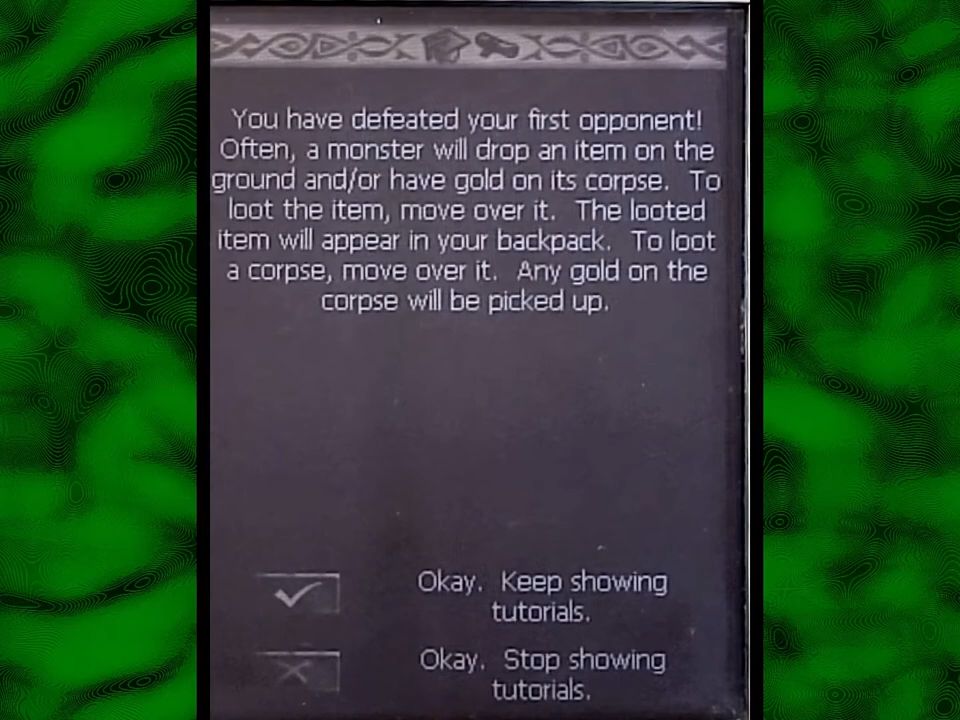 You have defeated your first opponent!
Often, a monster will drop an item on the
ground and/or have gold on its corpse.  To
loot the item, move over it.  The looted
item will appear in your backpack.  To loot
a corpse, move over it.  Any gold on the
corpse will be picked up.
Okay.  Keep showing
tutorials.
Okay.  Stop showing
tutorials.